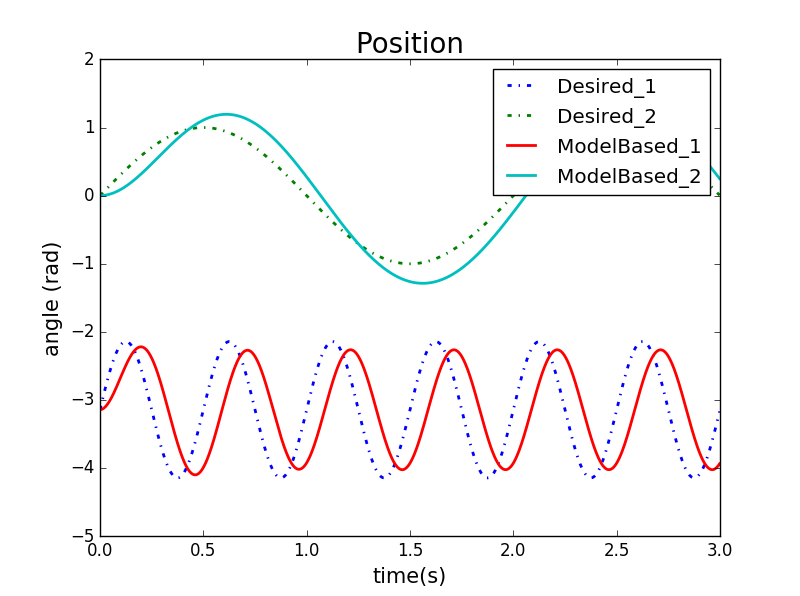 Position
2
1
0
−1
−2
−3
−4
−5
angle (rad)
Desired_1
Desired_2
ModelBased_1
ModelBased_2
0.0 0.5 1.0 1.5 2.0 2.5 3.0
time(s)